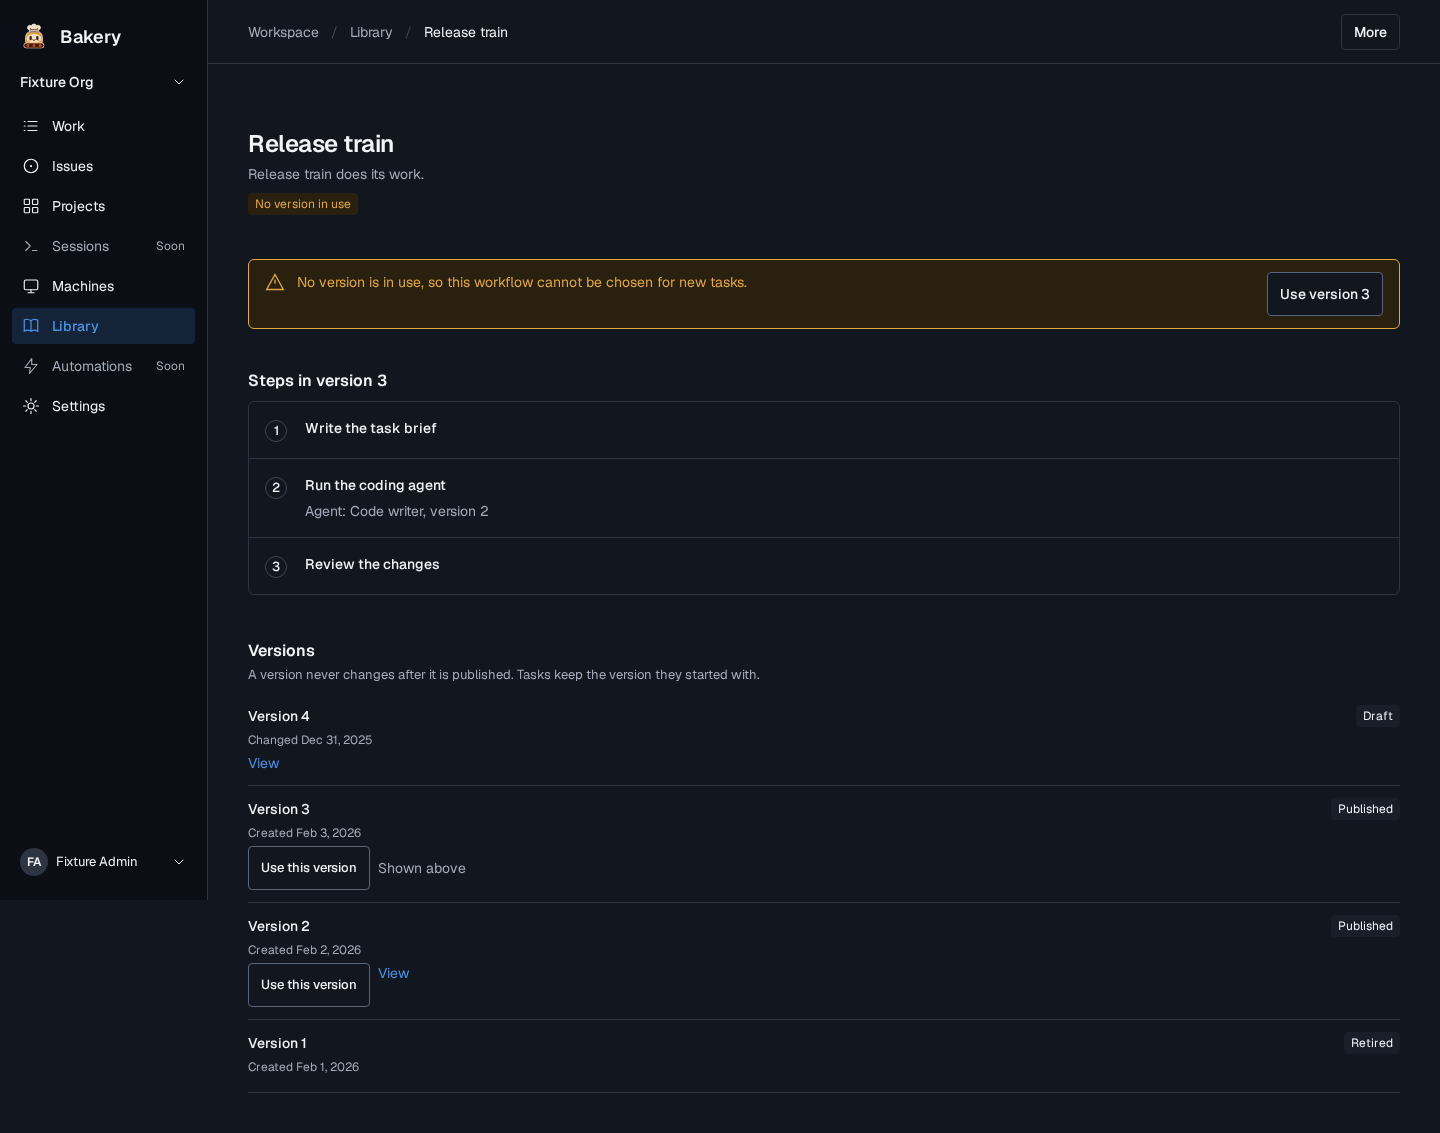 Bakery
Fixture Org
Work
Issues
Projects
Sessions Soon
Machines
Library
Automations Soon
Settings
FA Fixture Admin
Workspace / Library / Release train
More
Release train
Release train does its work.
No version in use
No version is in use, so this workflow cannot be chosen for new tasks.
Use version 3
Steps in version 3
1 Write the task brief
2 Run the coding agent
Agent: Code writer, version 2
3 Review the changes
Versions
A version never changes after it is published. Tasks keep the version they started with.
Version 4 Draft
Changed Dec 31, 2025
View
Version 3 Published
Created Feb 3, 2026
Use this version Shown above
Version 2 Published
Created Feb 2, 2026
Use this version View
Version 1 Retired
Created Feb 1, 2026